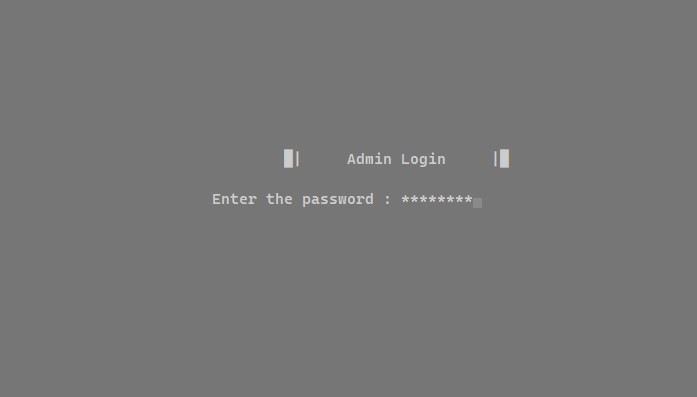 █| Admin Login |█
Enter the password : ********